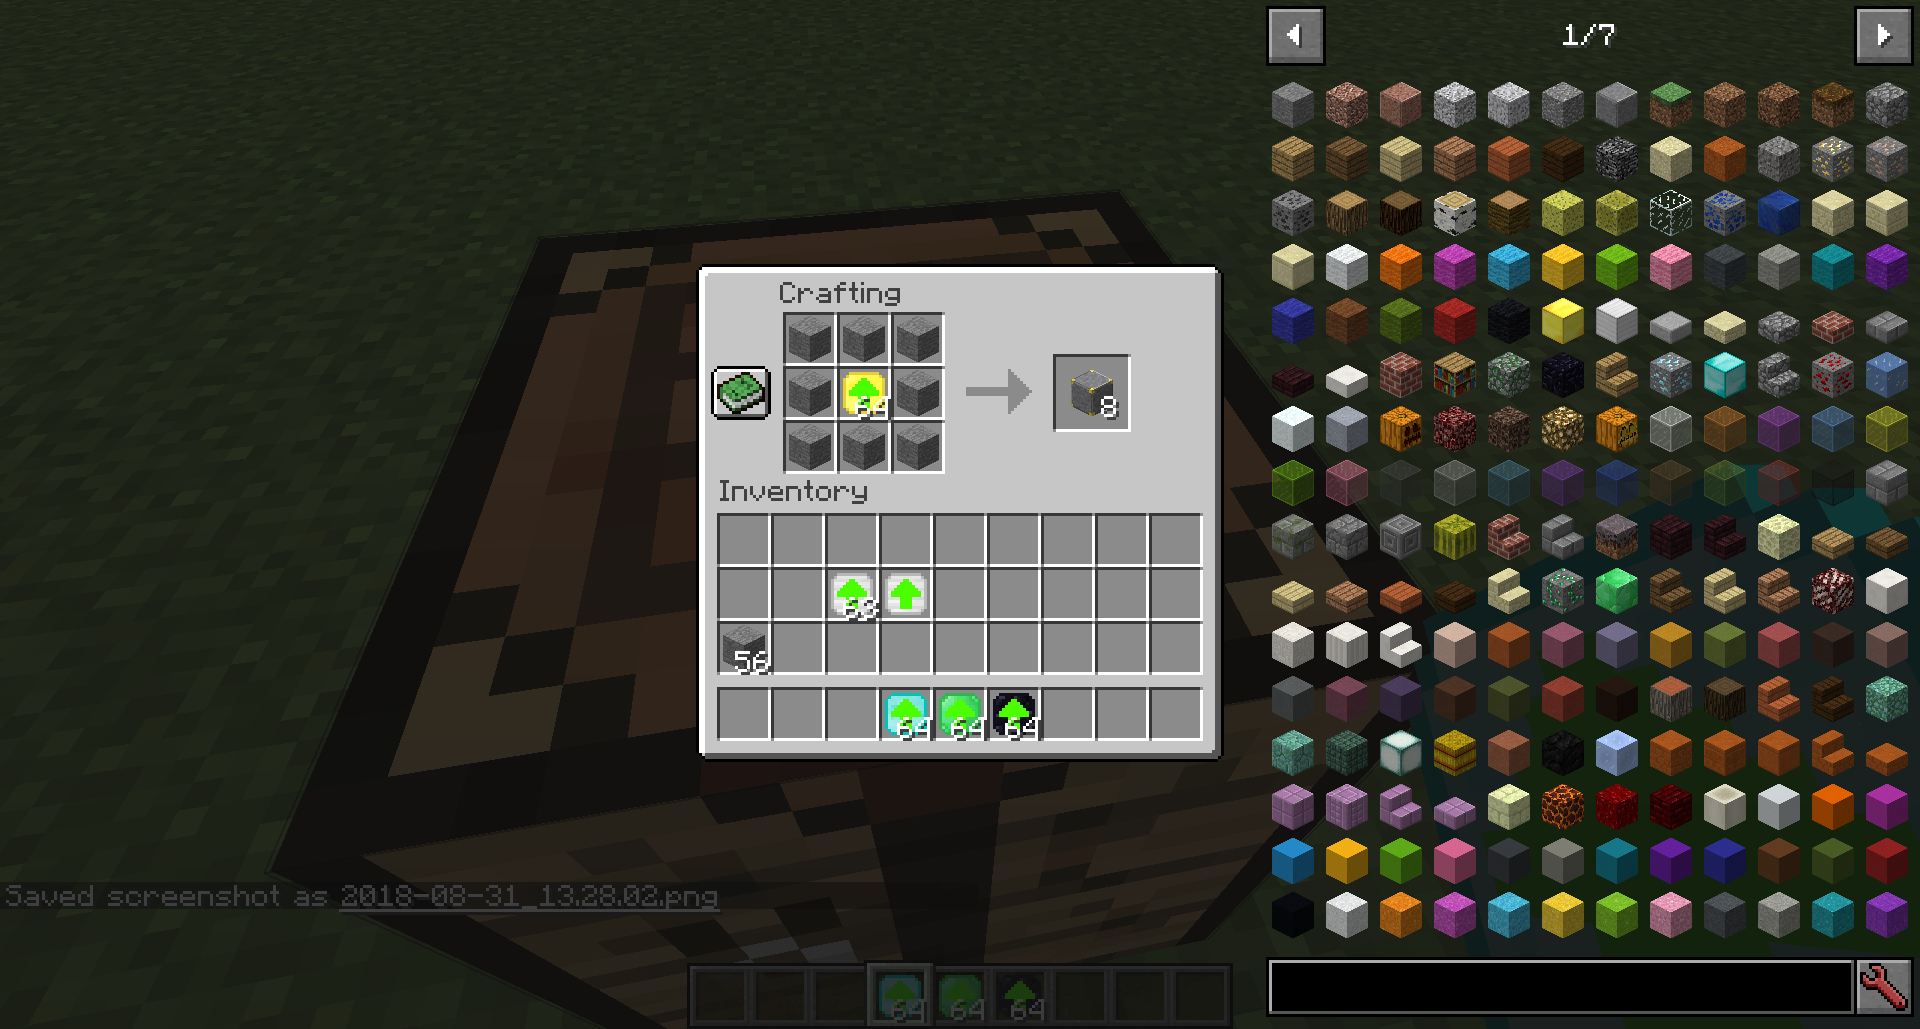 1/7
Crafting
64
8
Inventory
63
56
64 64 64
Saved screenshot as 2018-08-31_13.28.02.png
64 64 64